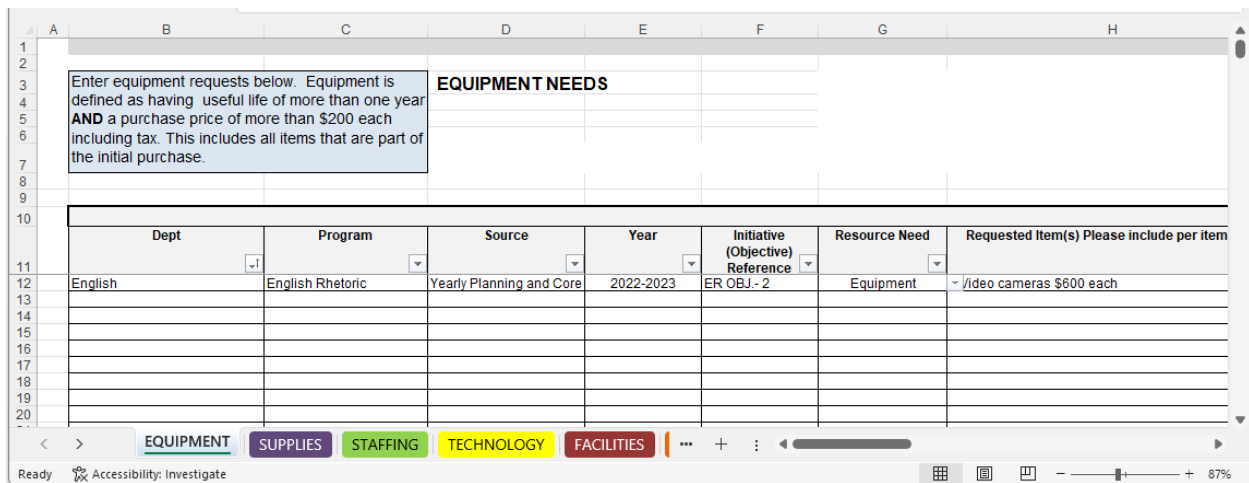 A B C D E F G H
1
2
3 Enter equipment requests below. Equipment is EQUIPMENT NEEDS
4 defined as having useful life of more than one year
5 AND a purchase price of more than $200 each
6 including tax. This includes all items that are part of
7 the initial purchase.
8
9
10
Dept Program Source Year Initiative Resource Need Requested Item(s) Please include per item
(Objective)
11 Reference
12 English English Rhetoric Yearly Planning and Core 2022-2023 ER OBJ.- 2 Equipment /ideo cameras $600 each
13
14
15
16
17
18
19
20
EQUIPMENT SUPPLIES STAFFING TECHNOLOGY FACILITIES
Ready Accessibility: Investigate 87%